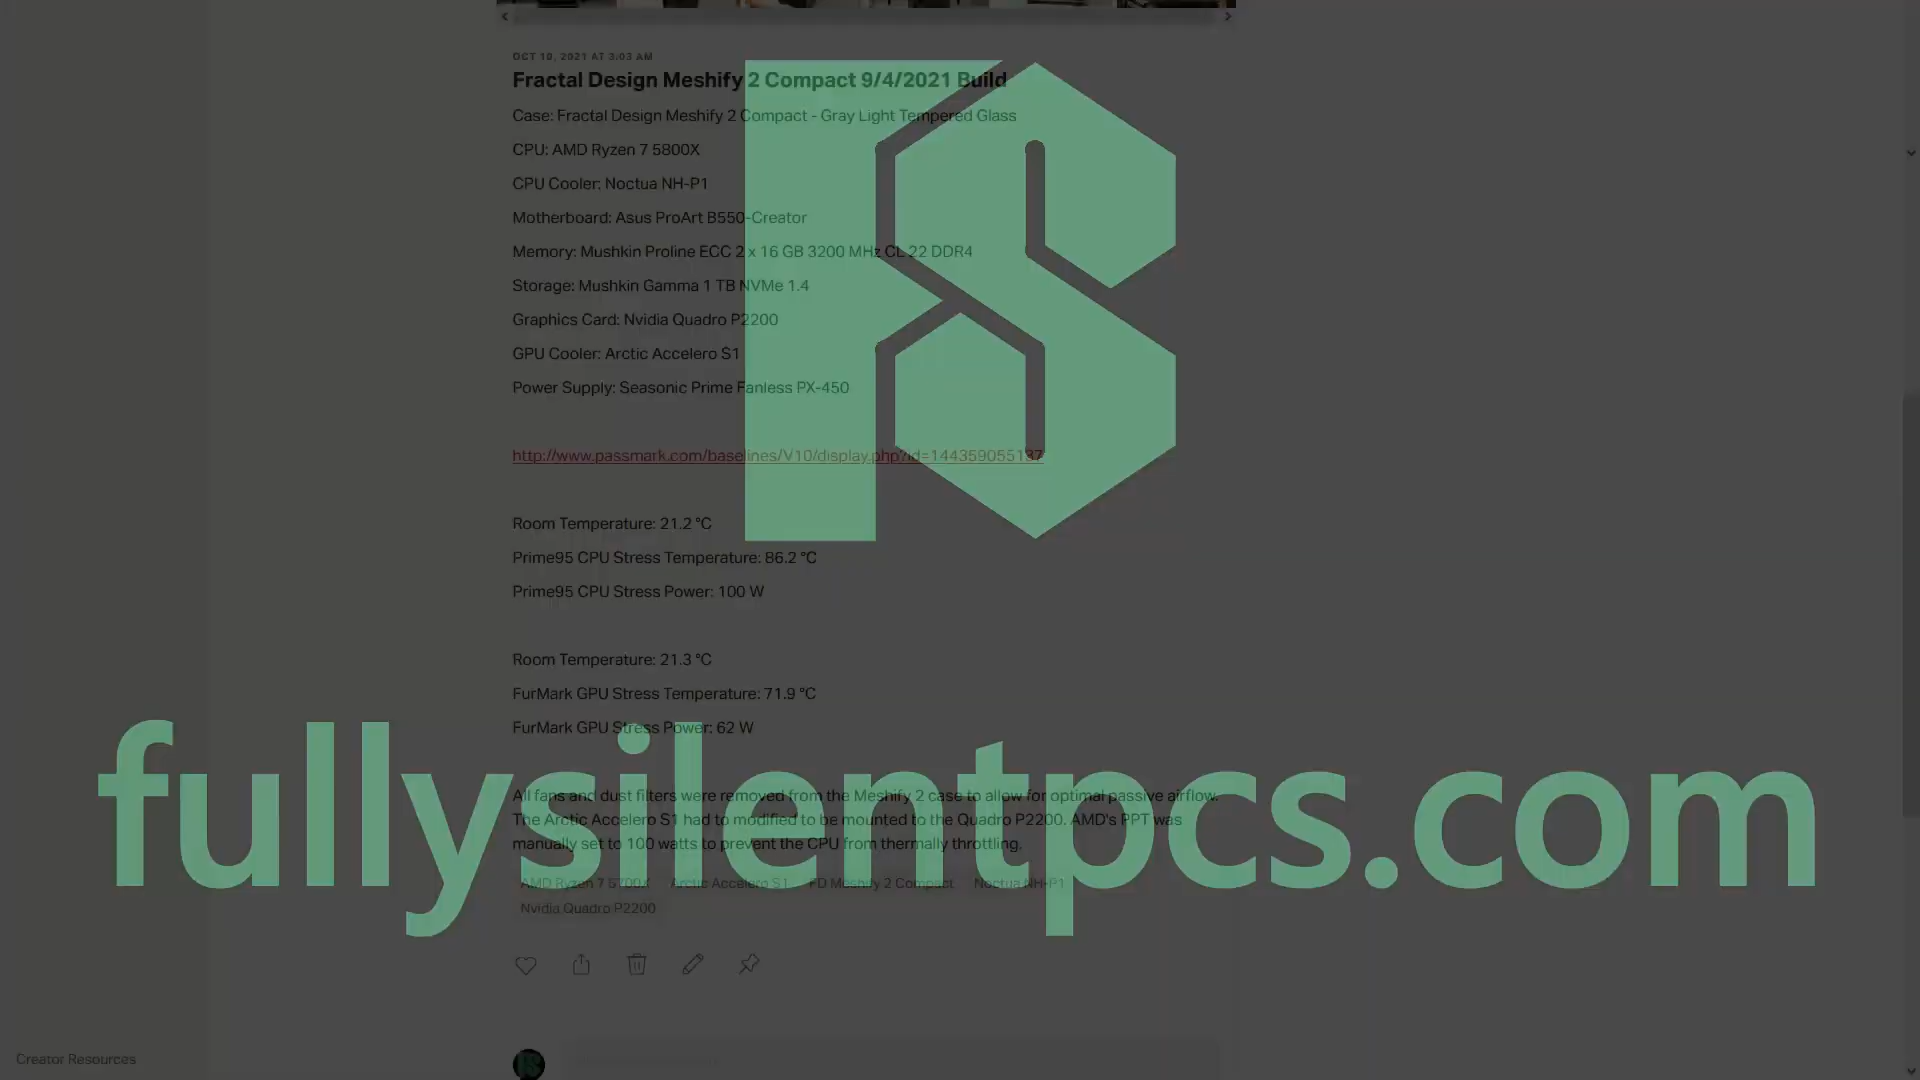 OCT 10, 2021 AT 3:03 AM
Fractal Design Meshify 2 Compact 9/4/2021 Build
Case: Fractal Design Meshify 2 Compact - Gray Light Tempered Glass
CPU: AMD Ryzen 7 5800X
CPU Cooler: Noctua NH-P1
Motherboard: Asus ProArt B550-Creator
Memory: Mushkin Proline ECC 2 x 16 GB 3200 MHz CL 22 DDR4
Storage: Mushkin Gamma 1 TB NVMe 1.4
Graphics Card: Nvidia Quadro P2200
GPU Cooler: Arctic Accelero S1
Power Supply: Seasonic Prime Fanless PX-450
http://www.passmark.com/baselines/V10/display.php?id=144359055137
Room Temperature: 21.2 °C
Prime95 CPU Stress Temperature: 86.2 °C
Prime95 CPU Stress Power: 100 W
Room Temperature: 21.3 °C
FurMark GPU Stress Temperature: 71.9 °C
FurMark GPU Stress Power: 62 W
fullysilentpcs.com
All fans and dust filters were removed from the Meshify 2 case to allow for optimal passive airflow.
The Arctic Accelero S1 had to modified to be mounted to the Quadro P2200. AMD's PPT was
manually set to 100 watts to prevent the CPU from thermally throttling.
AMD Ryzen 7 5700X Arctic Accelero S1 FD Meshify 2 Compact Noctua NH-P1
Nvidia Quadro P2200
Creator Resources